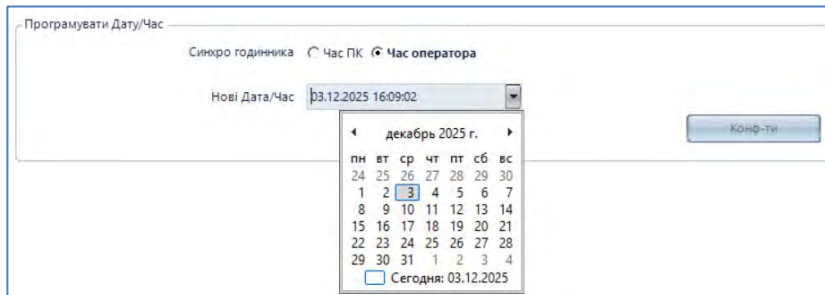 Програмувати Дату/Час
Синхро годинника Час ПК Час оператора
Нові Дата/Час 03.12.2025 16:09:02
Конф-ти
декабрь 2025 г.
пн вт ср чт пт сб вс
24 25 26 27 28 29 30
1 2 3 4 5 6 7
8 9 10 11 12 13 14
15 16 17 18 19 20 21
22 23 24 25 26 27 28
29 30 31 1 2 3 4
Сегодня: 03.12.2025